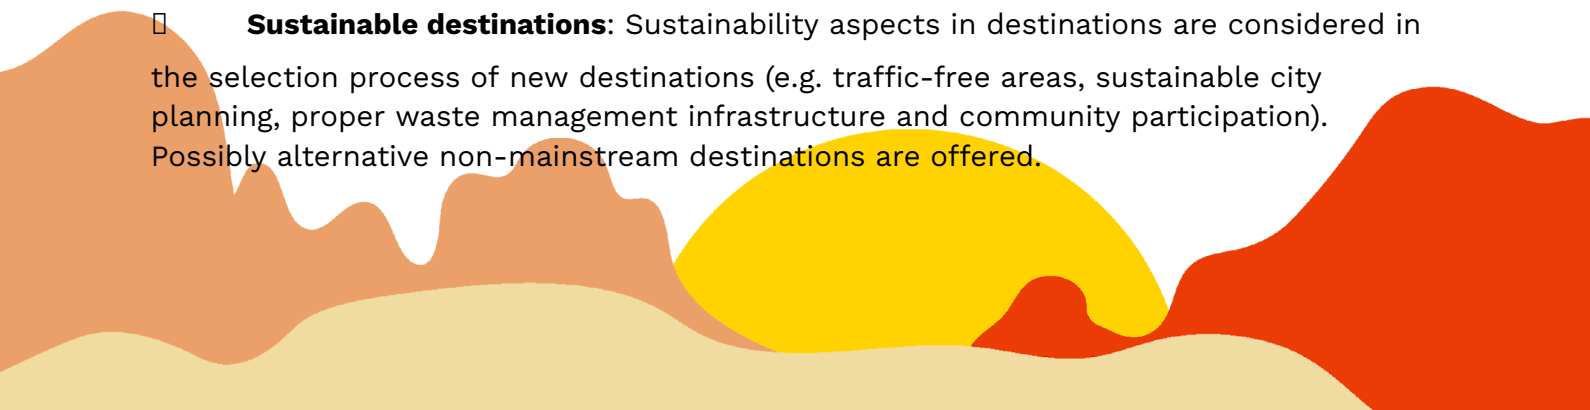 Sustainable destinations: Sustainability aspects in destinations are considered in
the selection process of new destinations (e.g. traffic-free areas, sustainable city
planning, proper waste management infrastructure and community participation).
Possibly alternative non-mainstream destinations are offered.